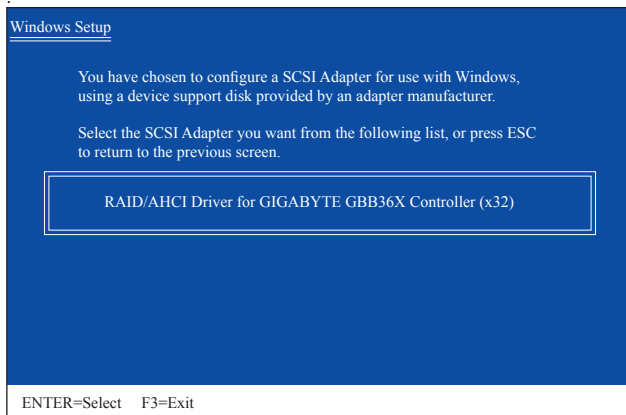 Windows Setup
You have chosen to configure a SCSI Adapter for use with Windows,
using a device support disk provided by an adapter manufacturer.
Select the SCSI Adapter you want from the following list, or press ESC
to return to the previous screen.
RAID/AHCI Driver for GIGABYTE GBB36X Controller (x32)
ENTER=Select F3=Exit